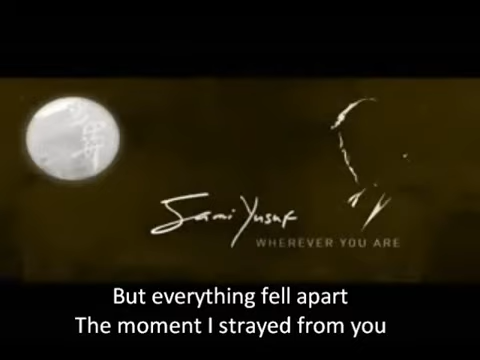 Sami Yusuf
WHEREVER YOU ARE
But everything fell apart
The moment I strayed from you